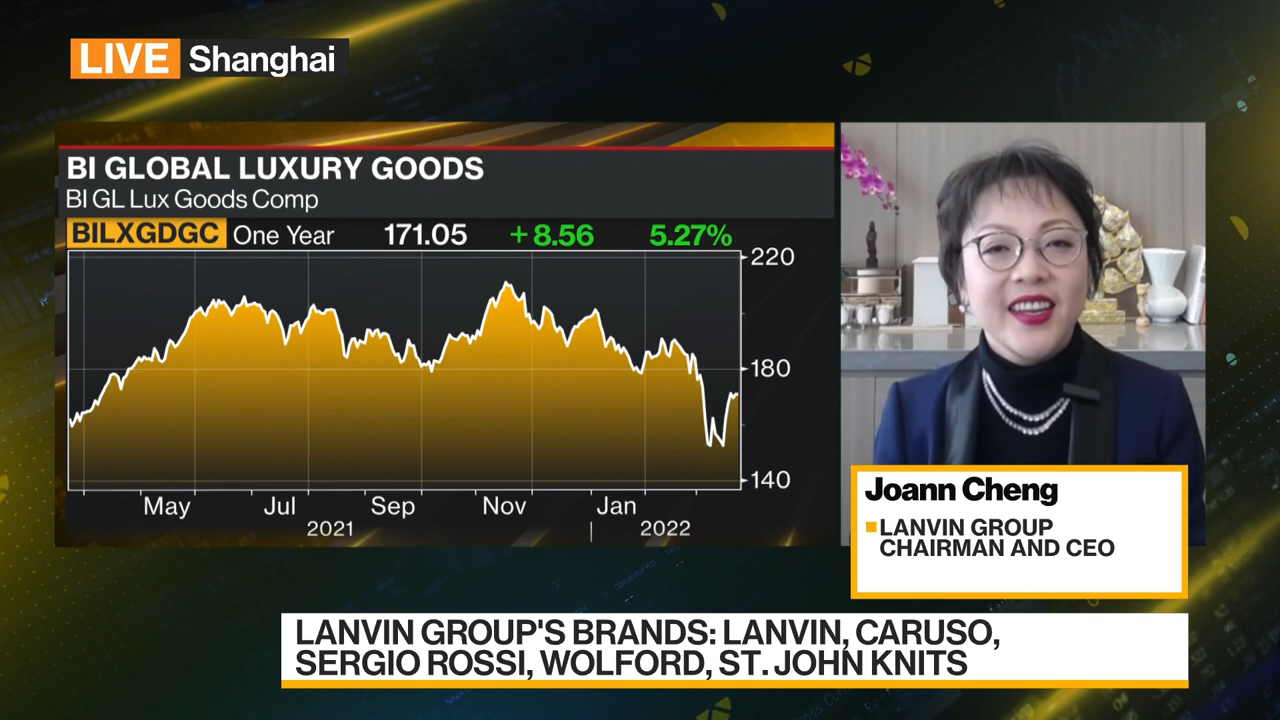 LIVE Shanghai
BI GLOBAL LUXURY GOODS
BI GL Lux Goods Comp
BILXGDGC One Year 171.05 +8.56 5.27%
220
180
140
May Jul Sep Nov Jan
2021 2022
Joann Cheng
LANVIN GROUP
CHAIRMAN AND CEO
LANVIN GROUP'S BRANDS: LANVIN, CARUSO,
SERGIO ROSSI, WOLFORD, ST. JOHN KNITS